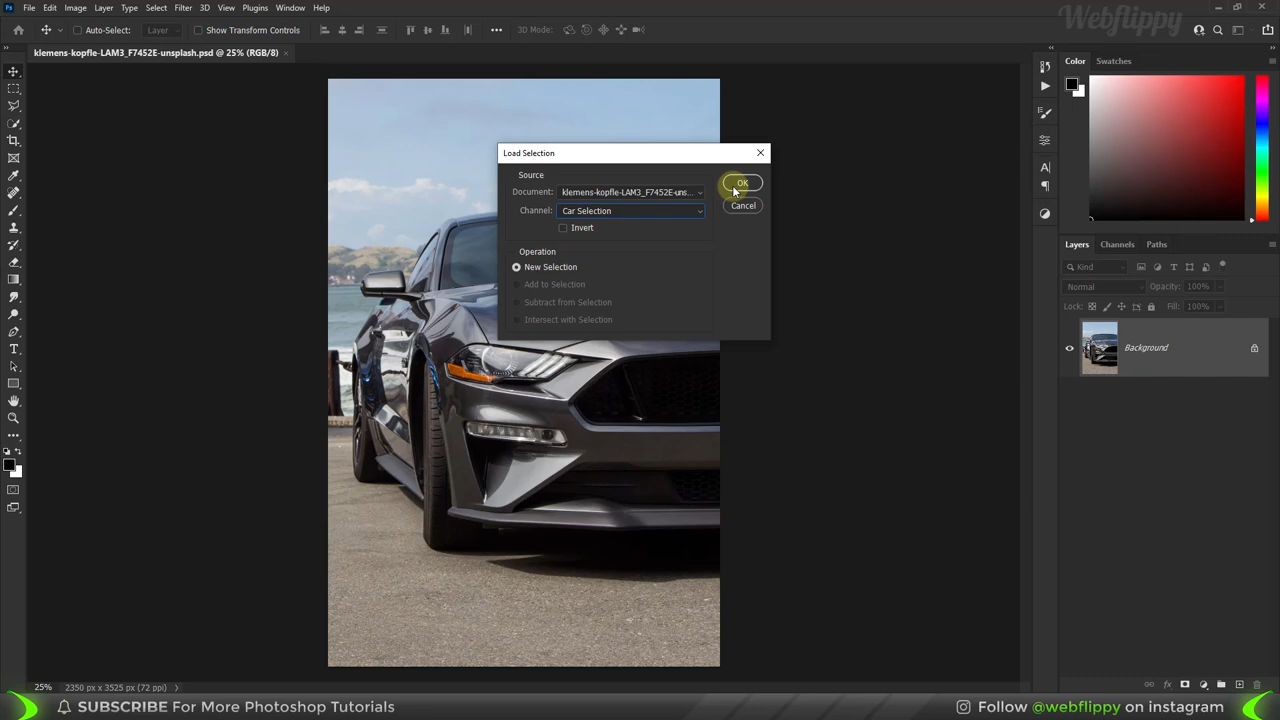 Ps File Edit Image Layer Type Select Filter 3D View Plugins Window Help
Webflippy
Auto-Select: Layer Show Transform Controls 3D Mode:
klemens-kopfle-LAM3_F7452E-unsplash.psd @ 25% (RGB/8)
Color Swatches
Load Selection
Source
Document: klemens-kopfle-LAM3_F7452E-uns...
Channel: Car Selection
Invert
OK
Cancel
Operation
New Selection
Add to Selection
Subtract from Selection
Intersect with Selection
Layers Channels Paths
Kind
Normal Opacity: 100%
Lock: Fill: 100%
Background
25% 2350 px x 3525 px (72 ppi)
SUBSCRIBE For More Photoshop Tutorials
Follow @webflippy on instagram